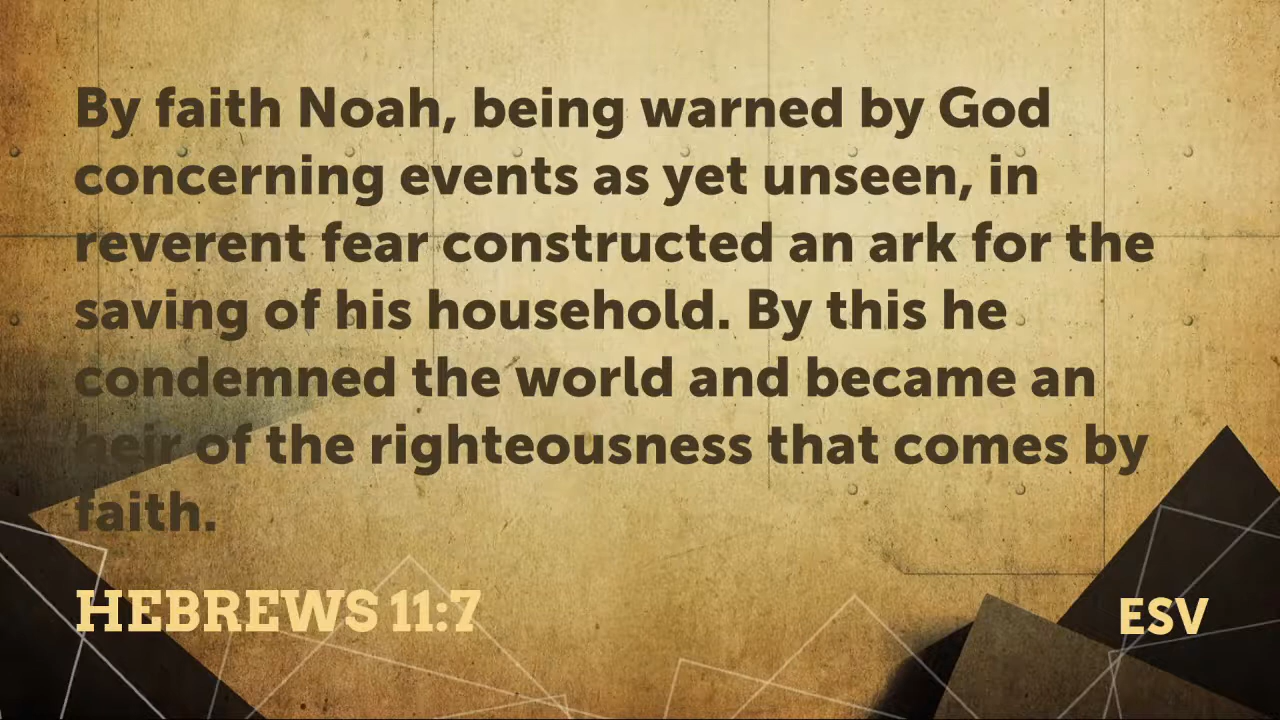 By faith Noah, being warned by God
concerning events as yet unseen, in
reverent fear constructed an ark for the
saving of his household. By this he
condemned the world and became an
heir of the righteousness that comes by
faith.
HEBREWS 11:7
ESV